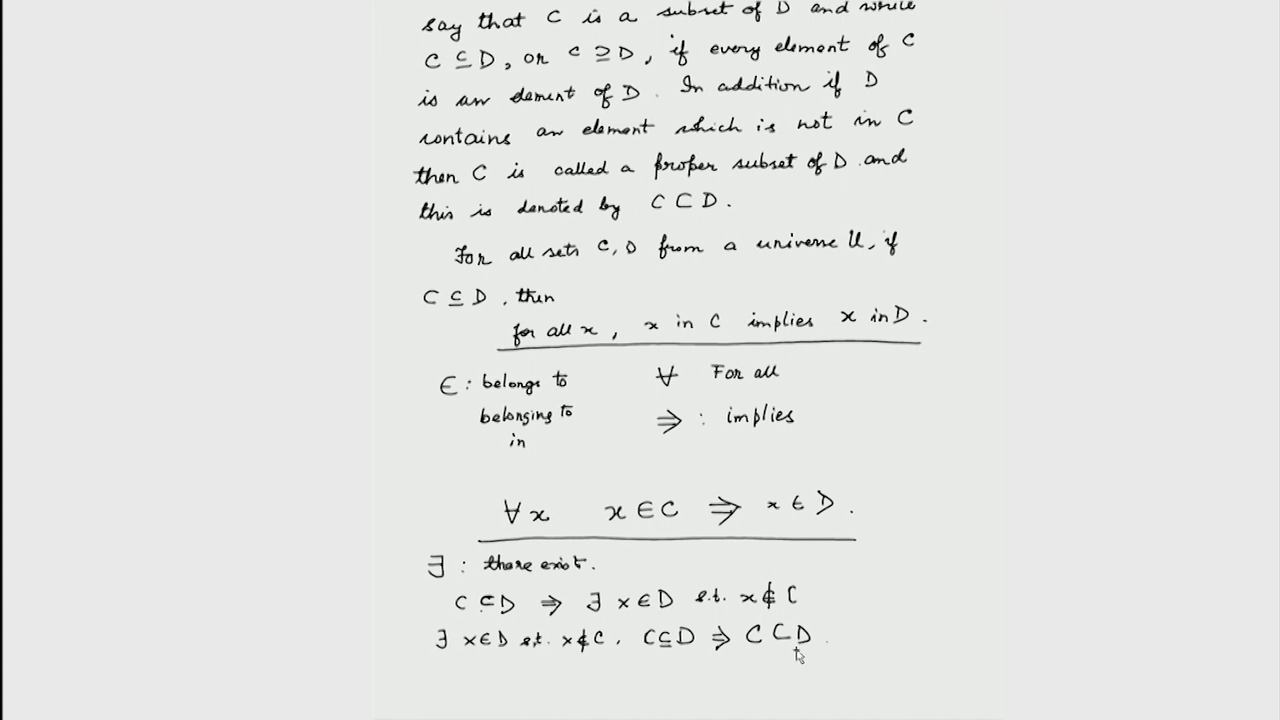 say that C is a subset of D and write
C ⊆ D, or C ⊇ D, if every element of C
is an element of D. In addition if D
contains an element which is not in C
then C is called a proper subset of D and
this is denoted by C ⊂ D.
For all sets C, D from a universe U, if
C ⊆ D, then
for all x, x in C implies x in D.
∈ : belongs to ∀ For all
belonging to ⇒ : implies
in
∀ x x ∈ C ⇒ x ∈ D.
∃ : there exist.
C ⊂ D ⇒ ∃ x ∈ D s.t. x ∉ C
∃ x ∈ D s.t. x ∉ C, C ⊆ D ⇒ C ⊂ D.